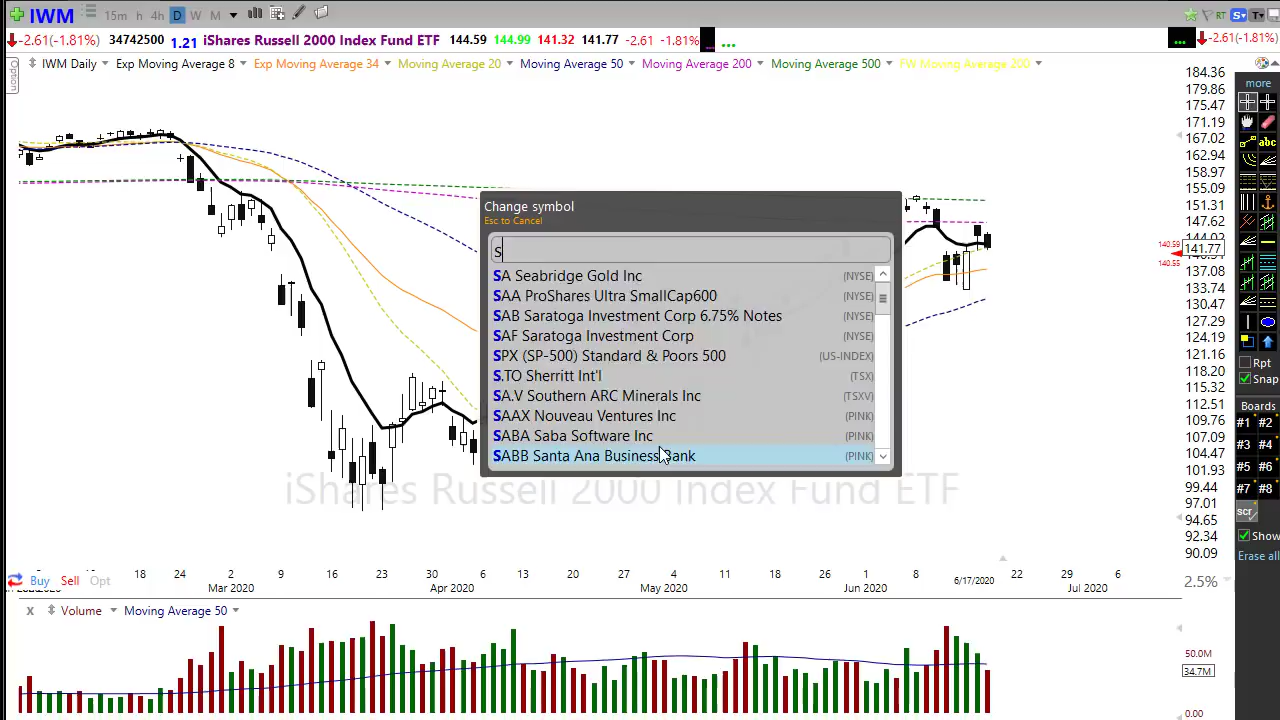 IWM 15m 1h 4h D W M S T RT
-2.61(-1.81%) 34742500 1.21 iShares Russell 2000 Index Fund ETF 144.59 144.99 141.32 141.77 -2.61 -1.81% ... ... -2.61(-1.81%)
Option
IWM Daily Exp Moving Average 8 Exp Moving Average 34 Moving Average 20 Moving Average 50 Moving Average 200 Moving Average 500 FW Moving Average 200
184.36
179.86
175.47
171.19
167.02
162.94
158.97
155.09
151.31
147.62
140.59
141.77
140.55
137.08
133.74
130.47
127.29
124.19
121.16
118.20
115.32
112.51
109.76
107.09
104.47
101.93
99.44
97.01
94.65
92.34
90.09
Change symbol
Esc to Cancel
S
SA Seabridge Gold Inc (NYSE)
SAA ProShares Ultra SmallCap600 (NYSE)
SAB Saratoga Investment Corp 6.75% Notes (NYSE)
SAF Saratoga Investment Corp (NYSE)
SPX (SP-500) Standard & Poors 500 (US-INDEX)
S.TO Sherritt Int'l (TSX)
SA.V Southern ARC Minerals Inc (TSXV)
SAAX Nouveau Ventures Inc (PINK)
SABA Saba Software Inc (PINK)
SABB Santa Ana Business Bank (PINK)
iShares Russell 2000 Index Fund ETF
more
abc
Rpt
Snap
Boards
#1 #2
#3 #4
#5 #6
#7 #8
scr
Show
Erase all
18 24 2 9 16 23 30 6 13 20 27 4 11 18 26 1 8 6/17/2020 22 29 6
Mar 2020 Apr 2020 May 2020 Jun 2020 Jul 2020
Buy Sell Opt
2.5%
x Volume Moving Average 50
50.0M
34.7M
0.00